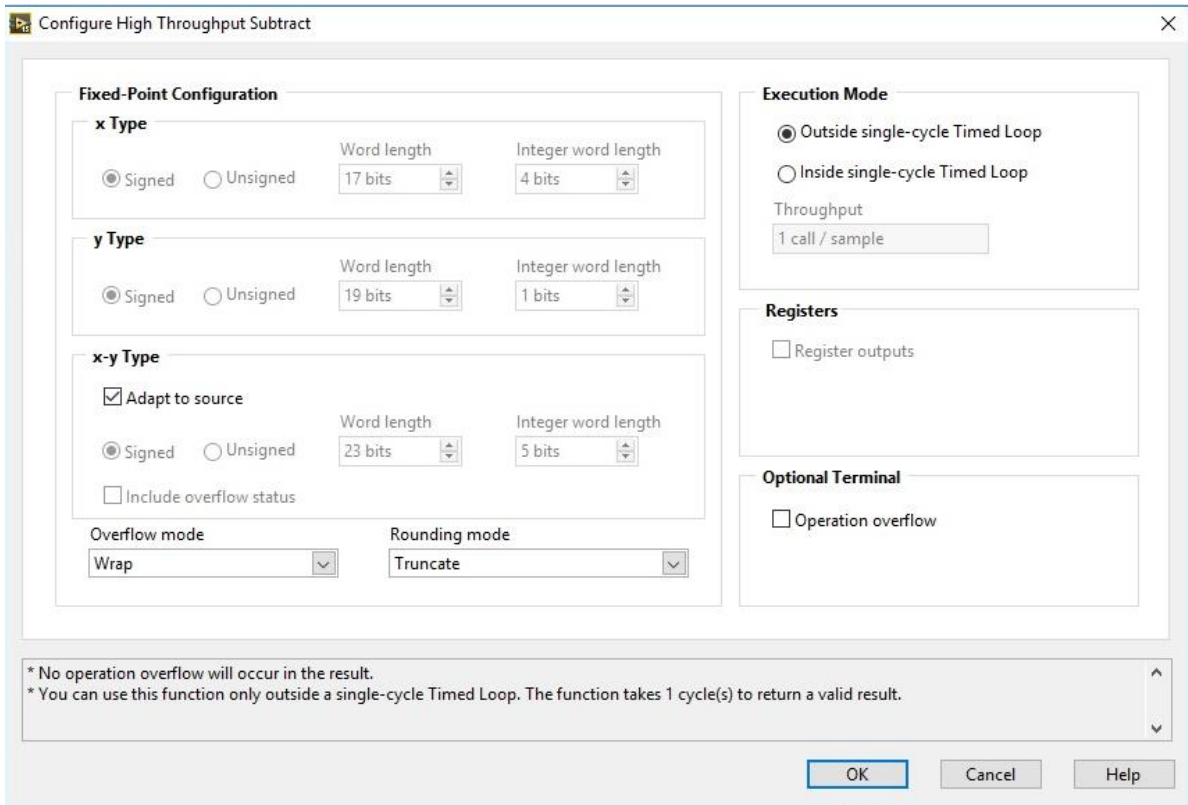 Configure High Throughput Subtract
Fixed-Point Configuration
x Type
Word length
Integer word length
Signed
Unsigned
17 bits
4 bits
y Type
Word length
Integer word length
Signed
Unsigned
19 bits
1 bits
x-y Type
Adapt to source
Word length
Integer word length
Signed
Unsigned
23 bits
5 bits
Include overflow status
Overflow mode
Rounding mode
Wrap
Truncate
Execution Mode
Outside single-cycle Timed Loop
Inside single-cycle Timed Loop
Throughput
1 call / sample
Registers
Register outputs
Optional Terminal
Operation overflow
* No operation overflow will occur in the result.
* You can use this function only outside a single-cycle Timed Loop. The function takes 1 cycle(s) to return a valid result.
OK
Cancel
Help